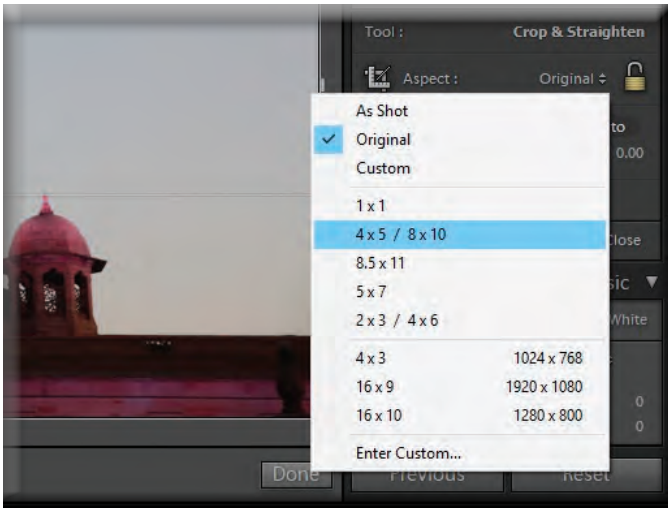 Tool : Crop & Straighten
Aspect : Original
As Shot
Original
Custom
to
0.00
1 x 1
4 x 5 / 8 x 10
Close
8.5 x 11
5 x 7
sic
2 x 3 / 4 x 6
White
4 x 3 1024 x 768
16 x 9 1920 x 1080
0
16 x 10 1280 x 800
0
Enter Custom...
Done
Previous
Reset